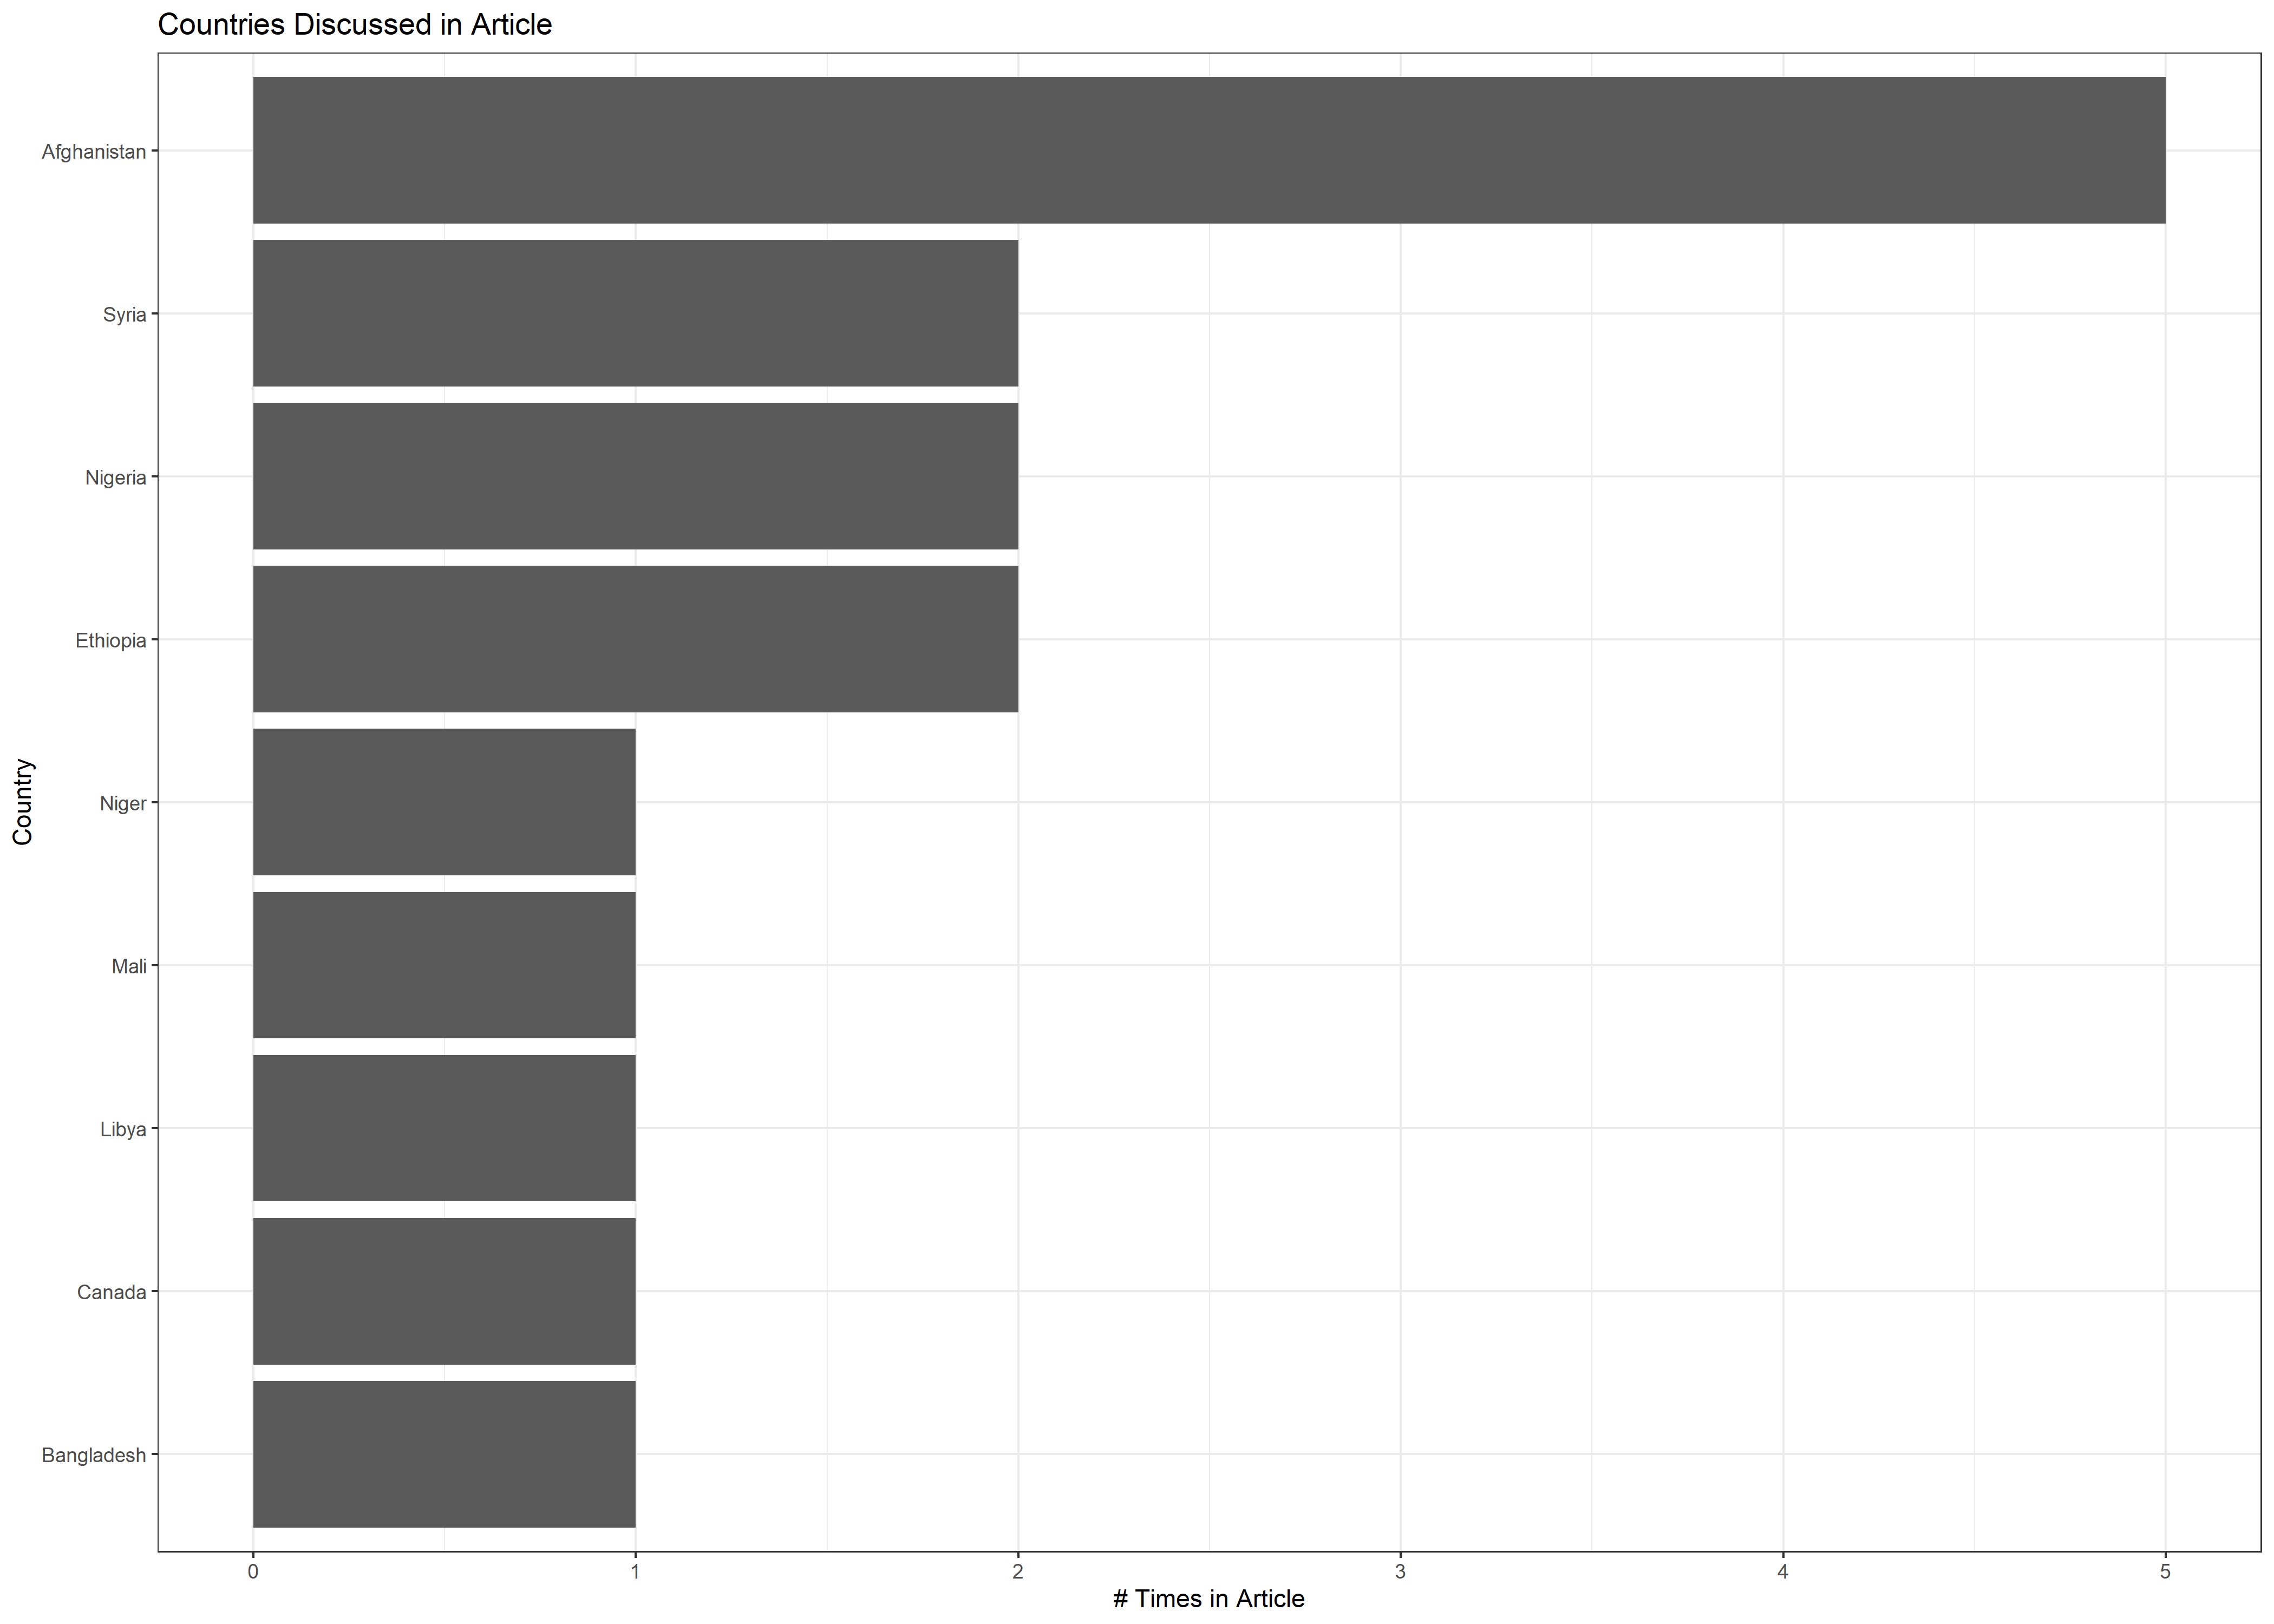 Countries Discussed in Article
Afghanistan
Syria
Nigeria
Ethiopia
Niger
Mali
Libya
Canada
Bangladesh
Country
0 1 2 3 4 5
# Times in Article